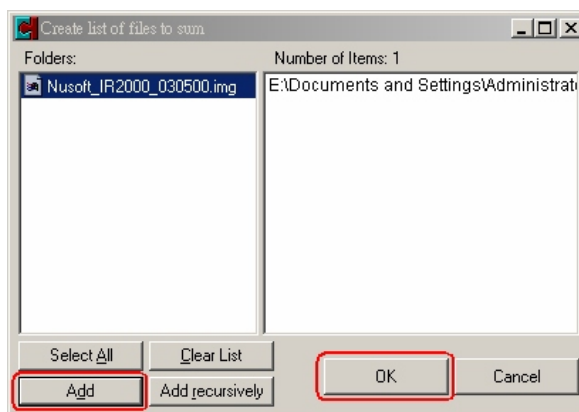 Create list of files to sum
Folders:
Number of Items: 1
Nusoft_IR2000_030500.img
E:\Documents and Settings\Administrat
Select All
Clear List
Add
Add recursively
OK
Cancel